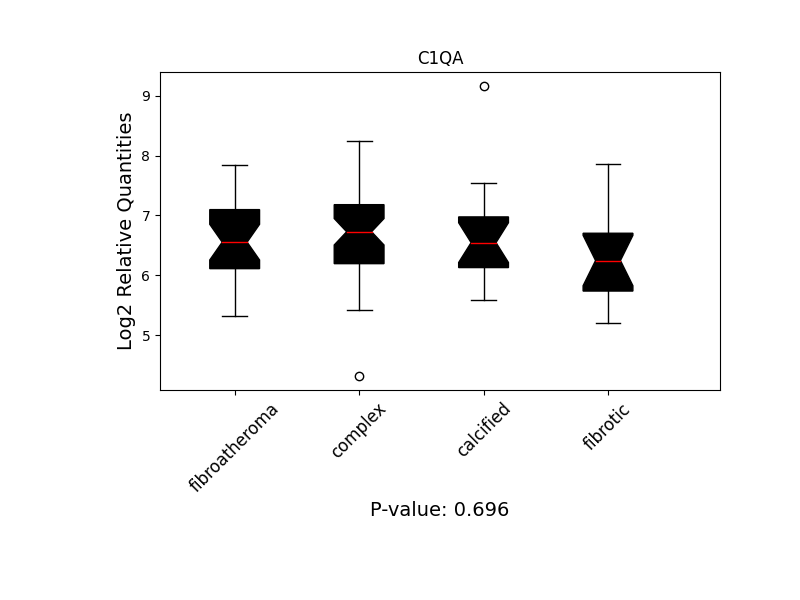 C1QA
Log2 Relative Quantities
9
8
7
6
5
fibroatheroma
complex
calcified
fibrotic
P-value: 0.696